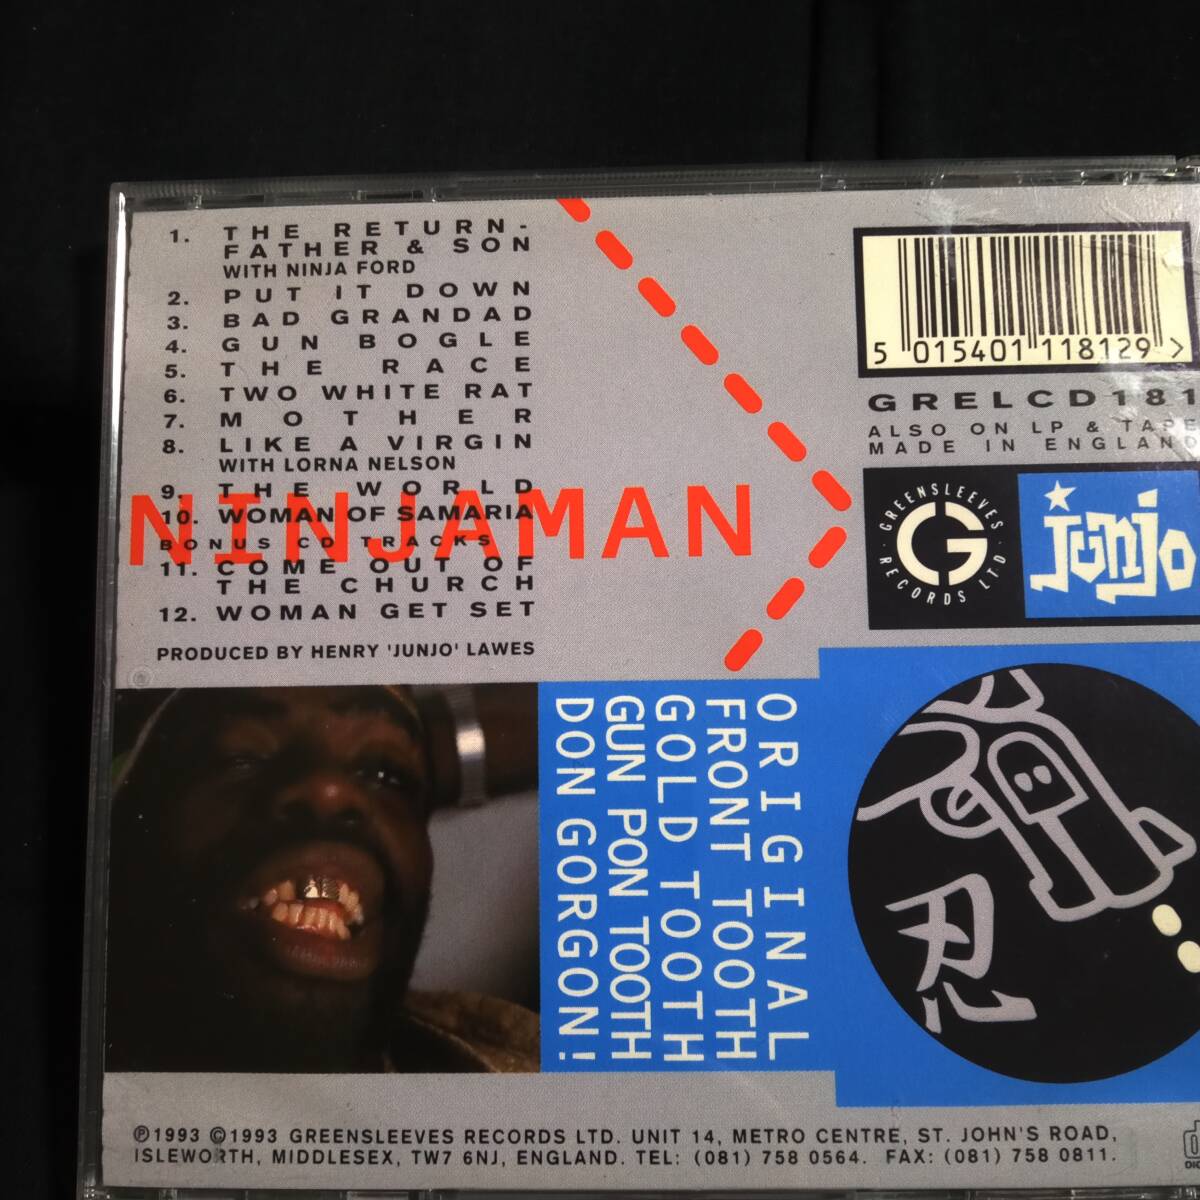 1. THE RETURN-
FATHER & SON
WITH NINJA FORD
2. PUT IT DOWN
3. BAD GRANDAD
4. GUN BOGLE
5. THE RACE
6. TWO WHITE RAT
7. MOTHER
8. LIKE A VIRGIN
WITH LORNA NELSON
9. THE WORLD
10. WOMAN OF SAMARIA
BONUS CD TRACKS
11. COME OUT OF
THE CHURCH
12. WOMAN GET SET
PRODUCED BY HENRY 'JUNJO' LAWES
NINJAMAN
5 015401 118129 >
GRELCD181
ALSO ON LP & TAPE
MADE IN ENGLAND
GREENSLEEVES
G
RECORDS LTD
junjo
ORIGINAL
FRONT TOOTH
GOLD TOOTH
GUN PON TOOTH
DON GORGON!
忍
℗1993 ©1993 GREENSLEEVES RECORDS LTD. UNIT 14, METRO CENTRE, ST. JOHN'S ROAD,
ISLEWORTH, MIDDLESEX, TW7 6NJ, ENGLAND. TEL: (081) 758 0564. FAX: (081) 758 0811.